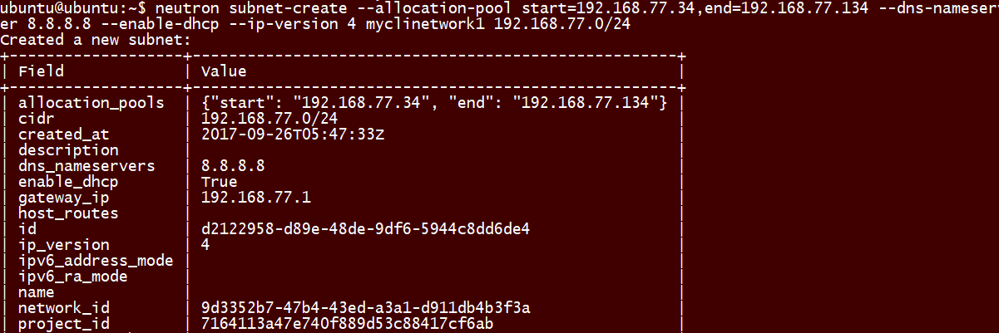 ubuntu@ubuntu:~$ neutron subnet-create --allocation-pool start=192.168.77.34,end=192.168.77.134 --dns-nameserv
er 8.8.8.8 --enable-dhcp --ip-version 4 myclinetwork1 192.168.77.0/24
Created a new subnet:
+-------------------+-----------------------------------------------------+
| Field             | Value                                               |
+-------------------+-----------------------------------------------------+
| allocation_pools  | {"start": "192.168.77.34", "end": "192.168.77.134"} |
| cidr              | 192.168.77.0/24                                     |
| created_at        | 2017-09-26T05:47:33Z                                |
| description       |                                                     |
| dns_nameservers   | 8.8.8.8                                             |
| enable_dhcp       | True                                                |
| gateway_ip        | 192.168.77.1                                        |
| host_routes       |                                                     |
| id                | d2122958-d89e-48de-9df6-5944c8dd6de4                |
| ip_version        | 4                                                   |
| ipv6_address_mode |                                                     |
| ipv6_ra_mode      |                                                     |
| name              |                                                     |
| network_id        | 9d3352b7-47b4-43ed-a3a1-d911db4b3f3a                |
| project_id        | 7164113a47e740f889d53c88417cf6ab                    |